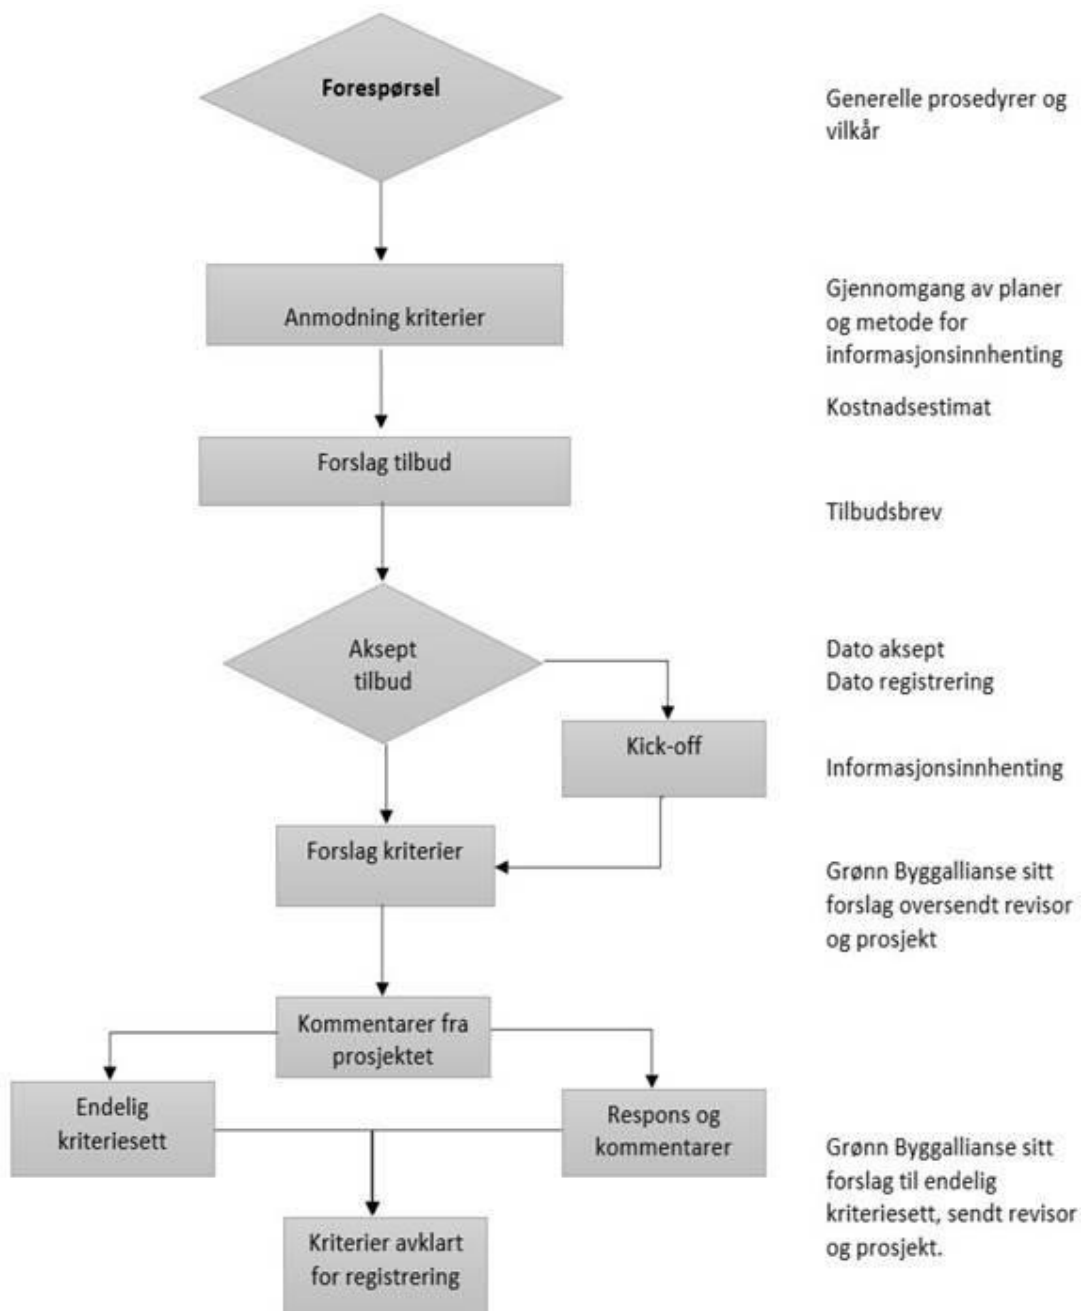 Forespørsel
Generelle prosedyrer og
vilkår
Anmodning kriterier
Gjennomgang av planer
og metode for
informasjonsinnhenting
Kostnadsestimat
Forslag tilbud
Tilbudsbrev
Aksept
tilbud
Dato aksept
Dato registrering
Kick-off
Informasjonsinnhenting
Forslag kriterier
Grønn Byggallianse sitt
forslag oversendt revisor
og prosjekt
Kommentarer fra
prosjektet
Endelig
kriteriesett
Respons og
kommentarer
Grønn Byggallianse sitt
forslag til endelig
kriteriesett, sendt revisor
og prosjekt.
Kriterier avklart
for registrering